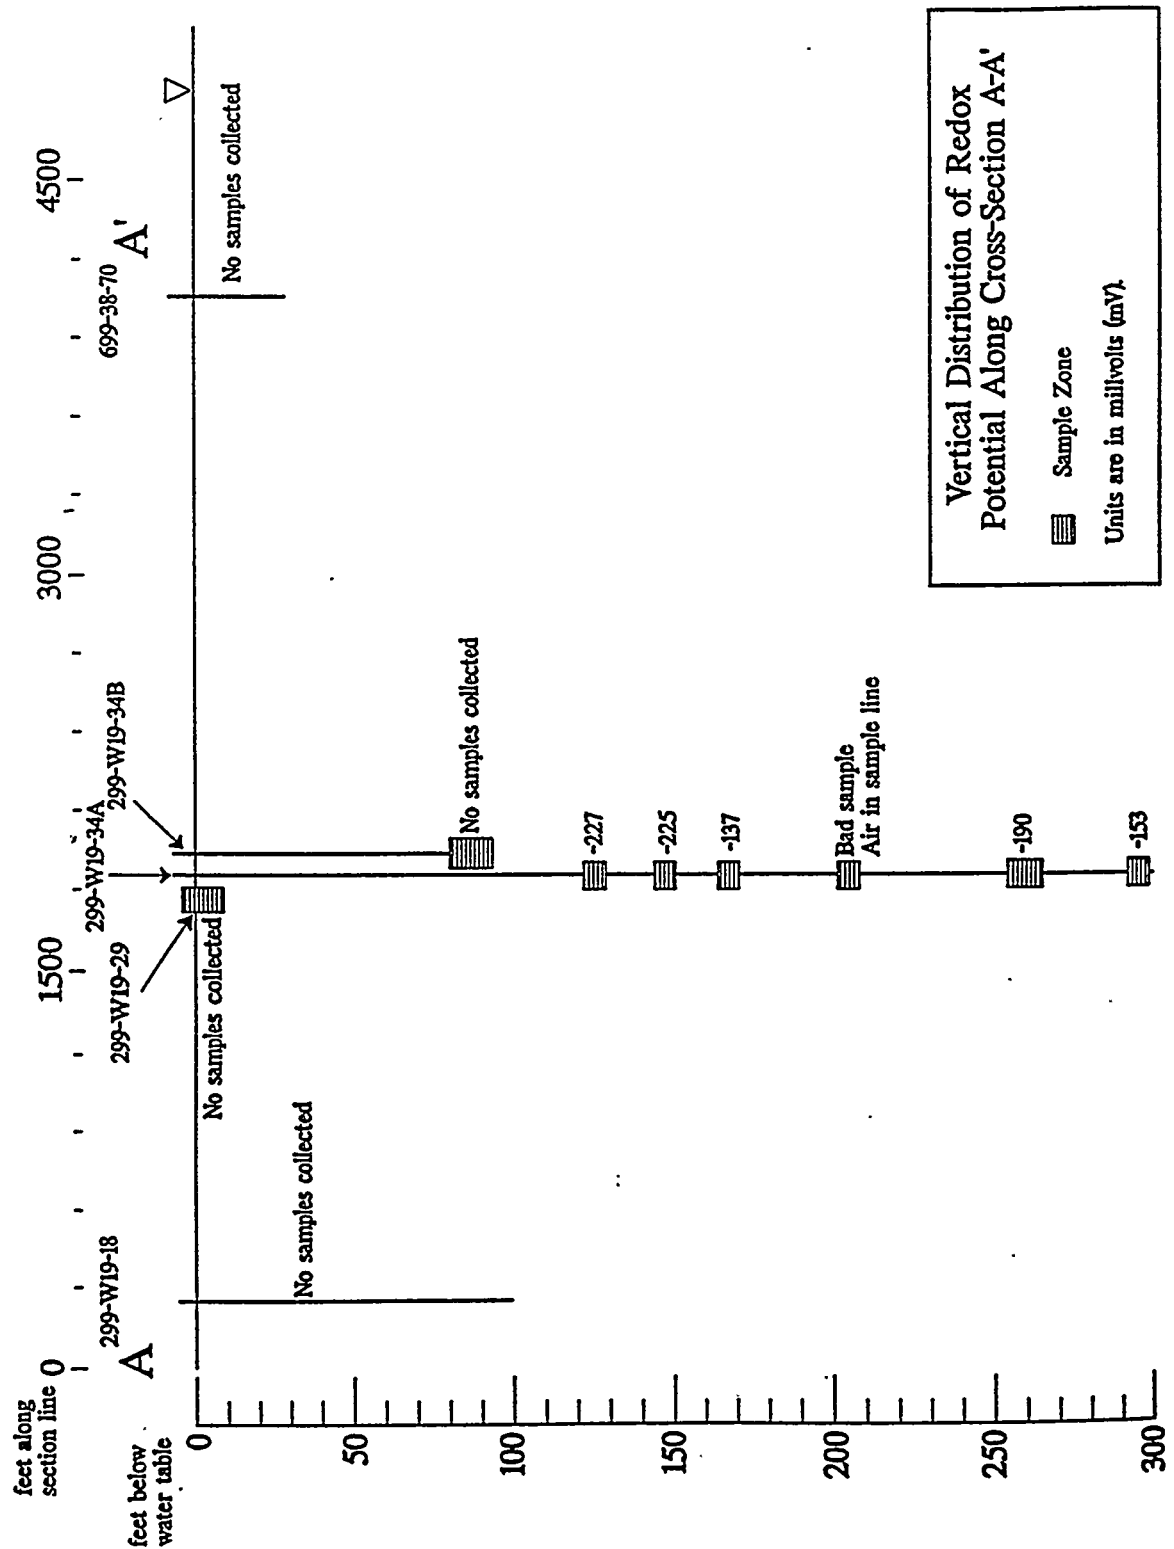 feet along
section line
0
1500
3000
4500
A
299-W19-18
299-W19-29
299-W19-34A
299-W19-34B
699-38-70
A'
feet below
water table
0
50
100
150
200
250
300
No samples collected
No samples collected
No samples collected
No samples collected
-227
-225
-137
Bad sample
Air in sample line
-190
-153
Vertical Distribution of Redox
Potential Along Cross-Section A-A'
Sample Zone
Units are in millvolts (mV).